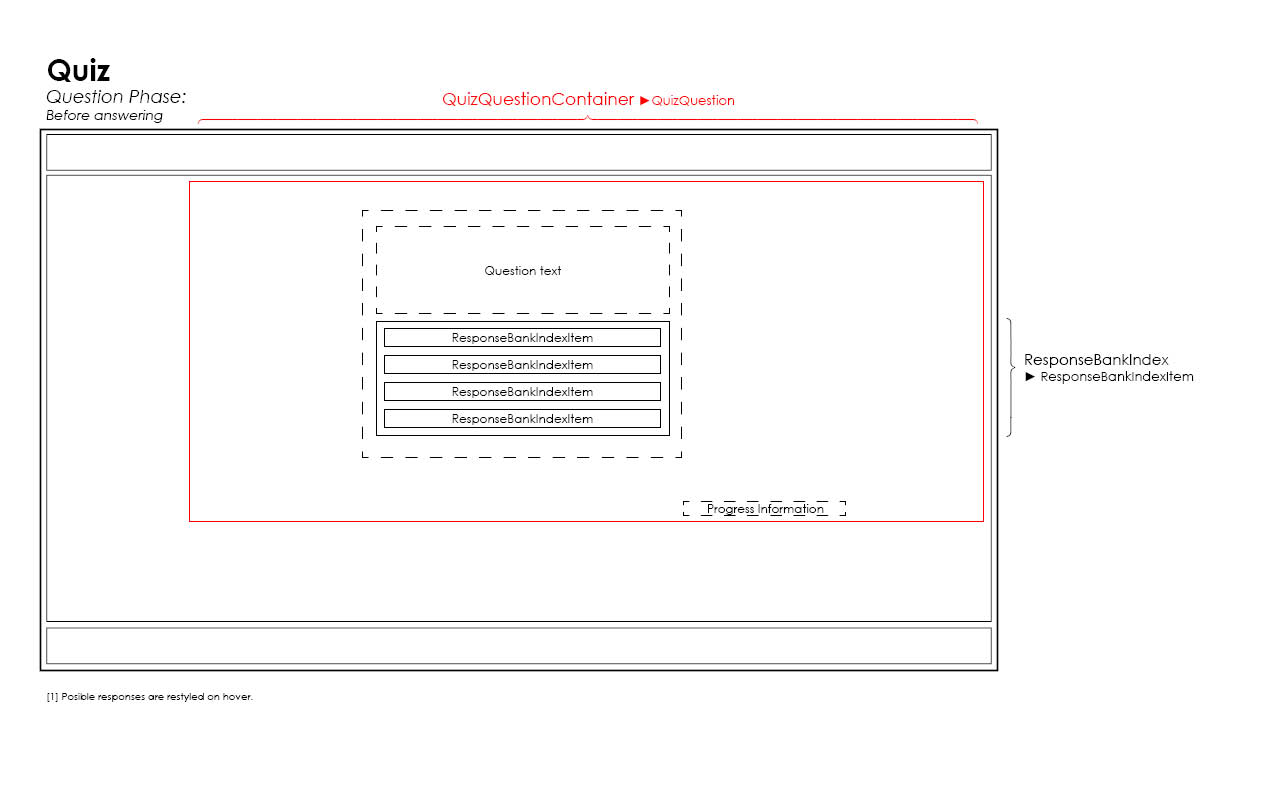 Quiz
Question Phase:
Before answering
QuizQuestionContainer ►QuizQuestion
Question text
ResponseBankIndexItem
ResponseBankIndexItem
ResponseBankIndexItem
ResponseBankIndexItem
ResponseBankIndex
► ResponseBankIndexItem
Progress Information
[1] Posible responses are restyled on hover.